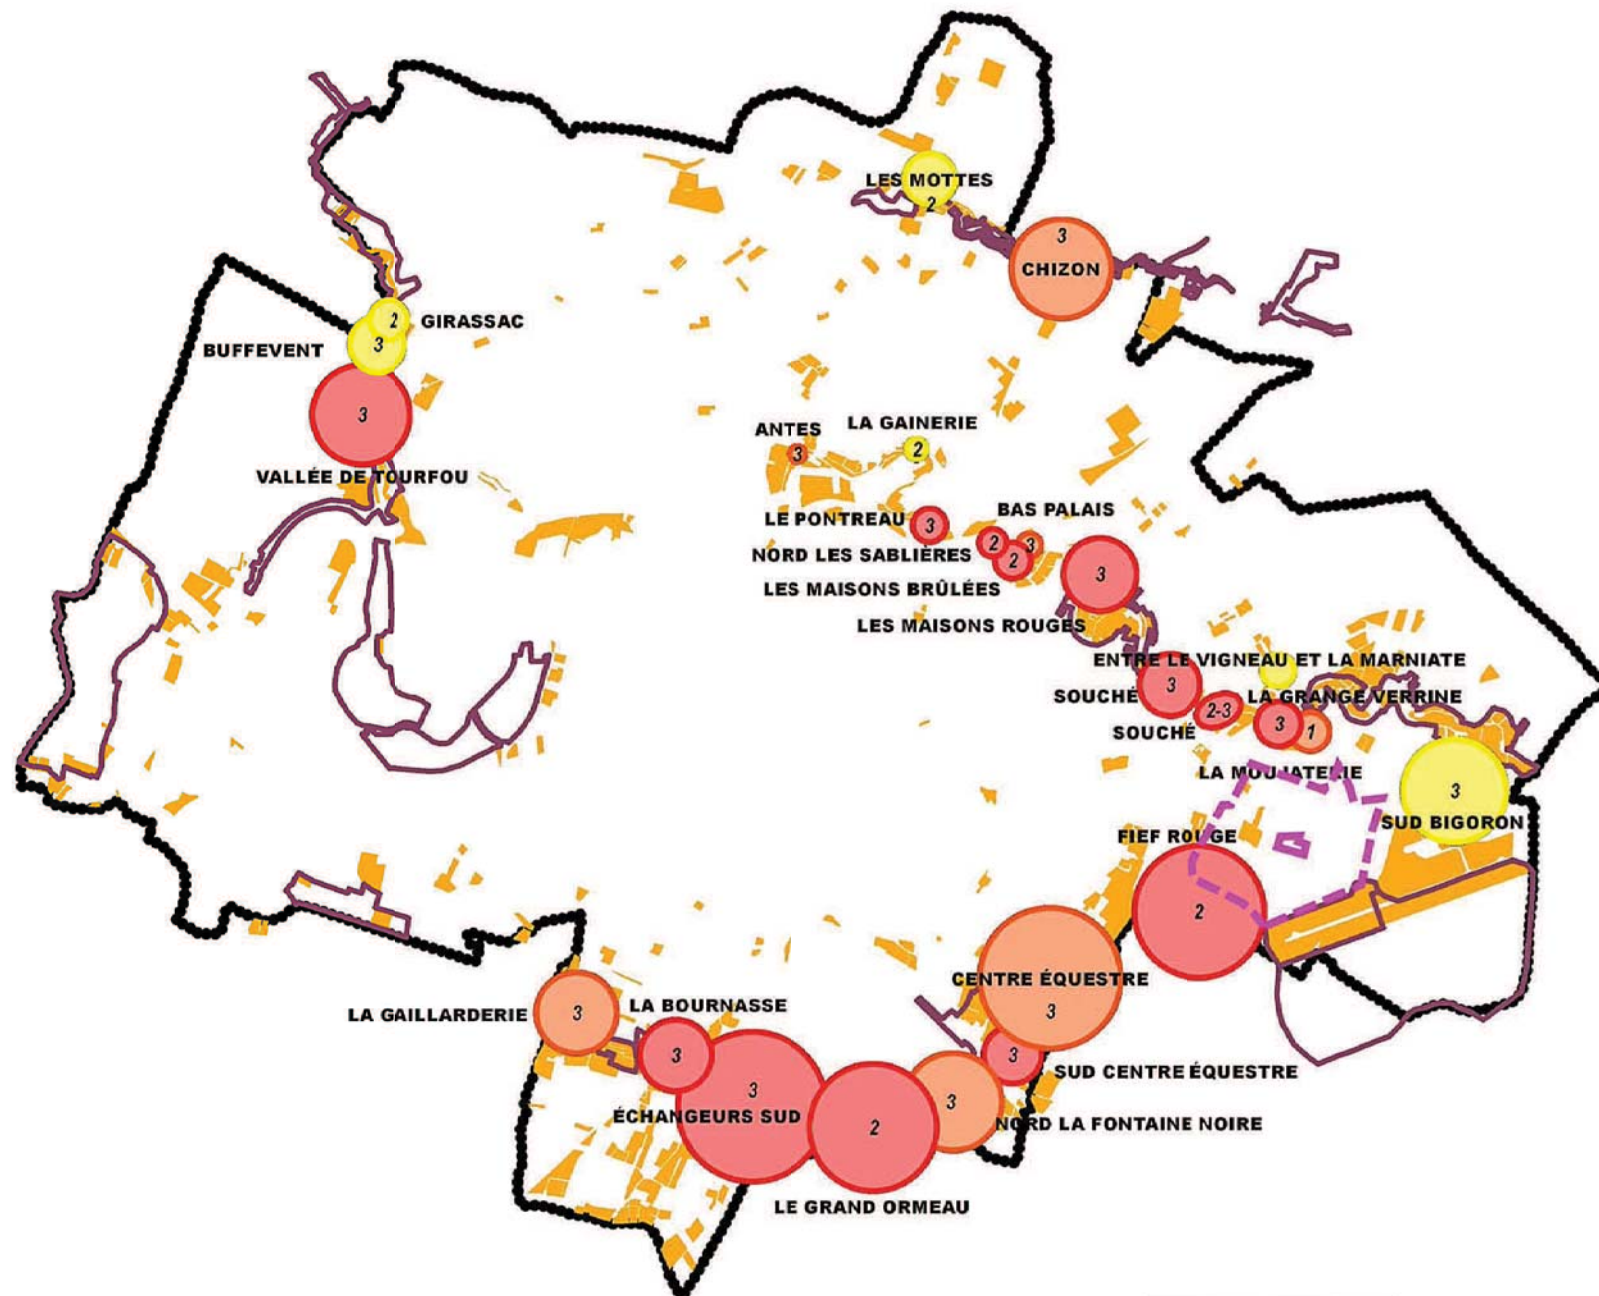 LES MOTTES
2
3
CHIZON
2
GIRASSAC
BUFFEVENT
3
3
VALLÉE DE TOURFOU
ANTES
3
LA GAINERIE
2
LE PONTREAU
3
BAS PALAIS
NORD LES SABLIÈRES
2
3
2
LES MAISONS BRÛLÉES
3
LES MAISONS ROUGES
ENTRE LE VIGNEAU ET LA MARNIATE
SOUCHÉ
3
LA GRANGE VERRINE
2-3
SOUCHÉ
3
1
LA MOUJATERIE
3
SUD BIGORON
FIEF ROUGE
2
CENTRE ÉQUESTRE
3
LA GAILLARDERIE
3
LA BOURNASSE
3
3
SUD CENTRE ÉQUESTRE
3
ÉCHANGEURS SUD
2
3
NORD LA FONTAINE NOIRE
LE GRAND ORMEAU